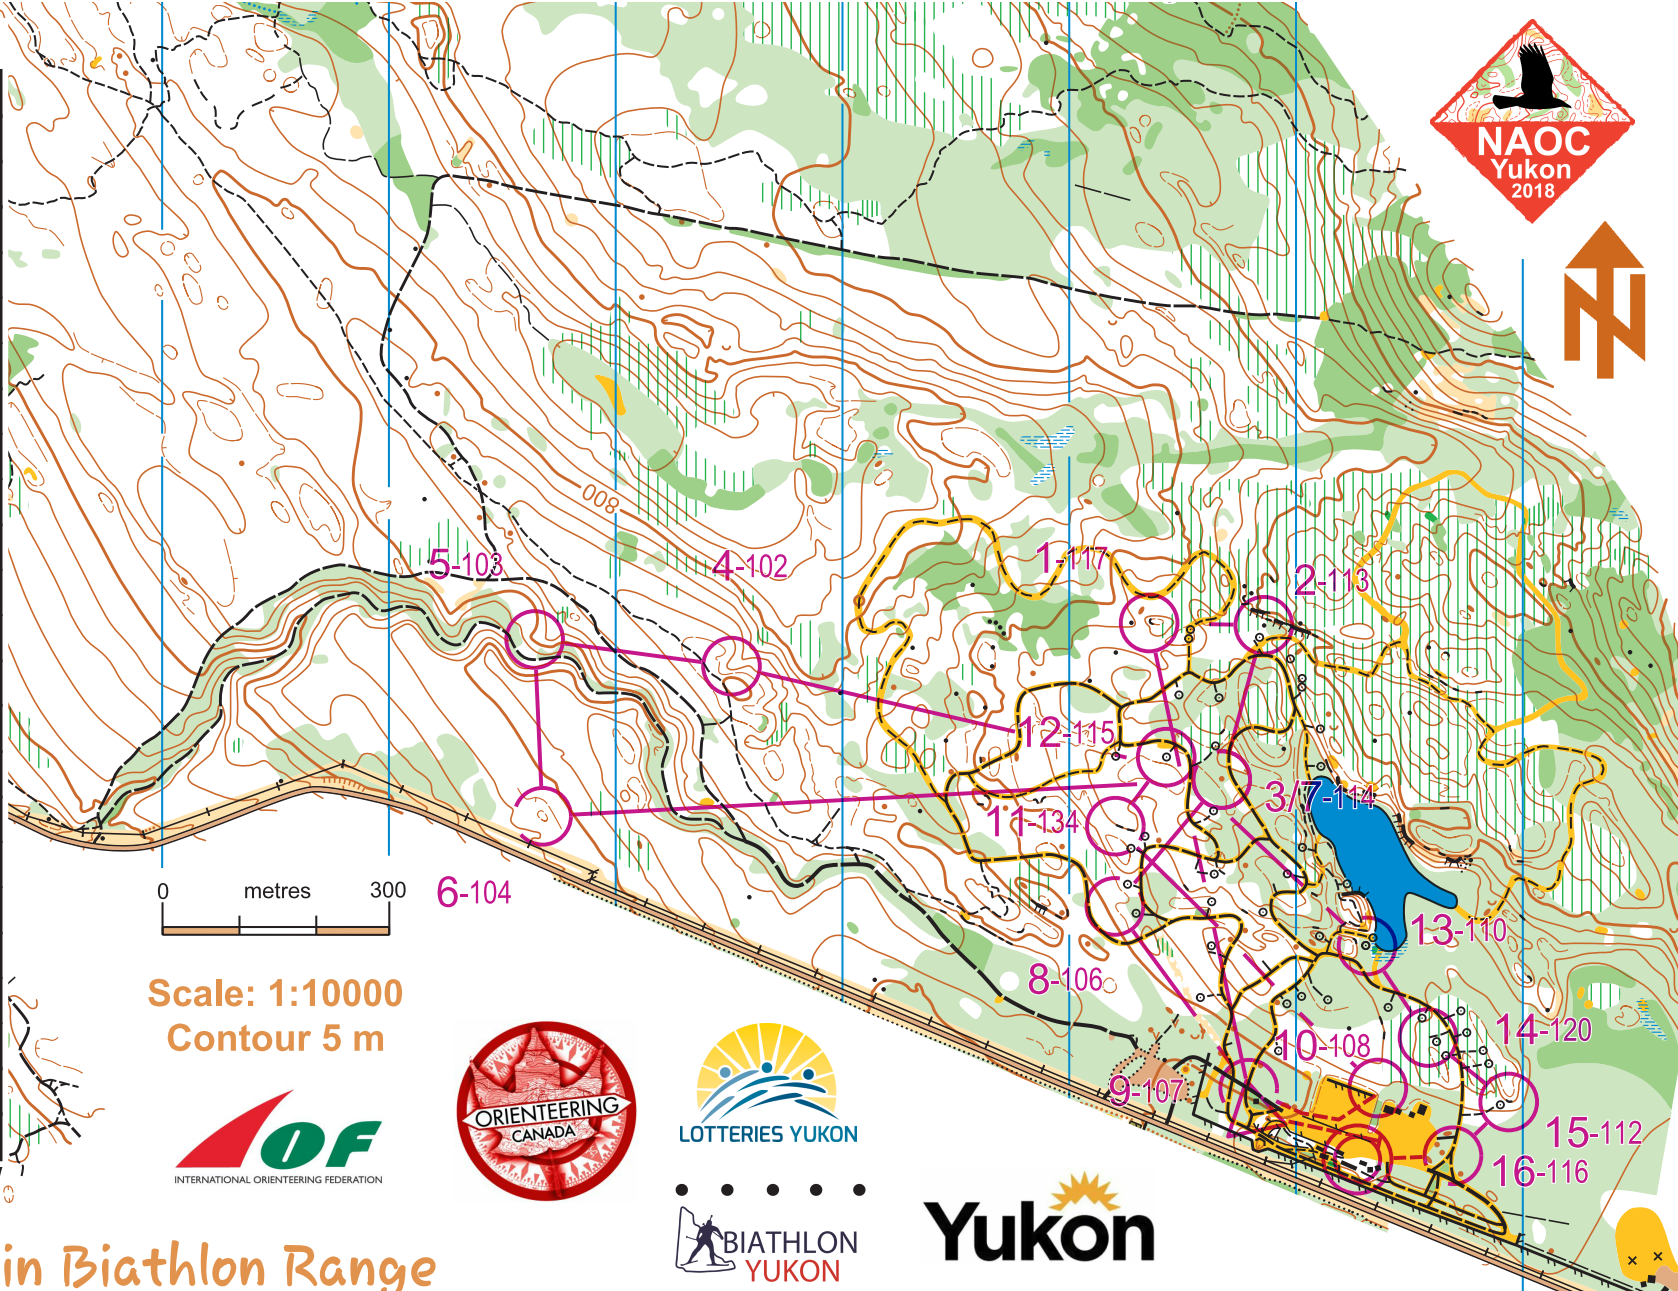 NAOC
Yukon
2018
800
5-103
4-102
1-117
2-113
12-115
3/7-114
11-134
6-104
13-110
8-106
14-120
10-108
9-107
15-112
16-116
0 metres 300
Scale: 1:10000
Contour 5 m
IOF
INTERNATIONAL ORIENTEERING FEDERATION
ORIENTEERING
CANADA
LOTTERIES YUKON
BIATHLON
YUKON
Yukon
in Biathlon Range